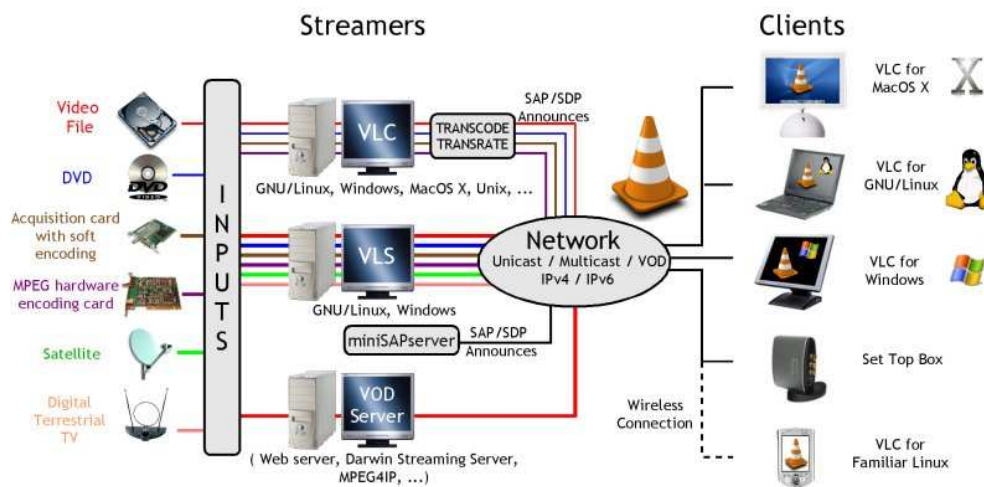 Streamers
Clients
Video
File
DVD
DVD
VIDEO
Acquisition card
with soft
encoding
MPEG hardware
encoding card
Satellite
Digital
Terrestrial
TV
INPUTS
VLC
TRANSCODE
TRANSRATE
SAP/SDP
Announces
GNU/Linux, Windows, MacOS X, Unix, ...
VLS
GNU/Linux, Windows
Network
Unicast / Multicast / VOD
IPv4 / IPv6
miniSAPserver
SAP/SDP
Announces
VOD
Server
( Web server, Darwin Streaming Server,
MPEG4IP, ...)
Wireless
Connection
VLC for
MacOS X
X
VLC for
GNU/Linux
VLC for
Windows
Set Top Box
VLC for
Familiar Linux